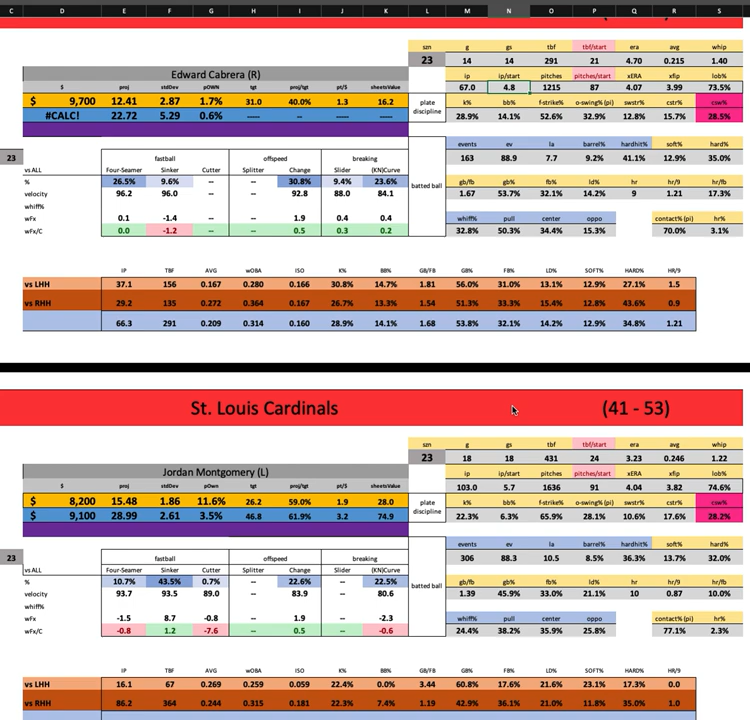 C D E F G H I J K L M N O P Q R S
szn g gs tbf tbf/start era avg whip
23 14 14 291 21 4.70 0.215 1.40
Edward Cabrera (R) ip ip/start pitches pitches/start xERA xfip lob%
$ proj stdDev pOWN tgt proj/tgt pt/$ sheetsValue 67.0 4.8 1215 87 4.07 3.99 73.5%
$ 9,700 12.41 2.87 1.7% 31.0 40.0% 1.3 16.2 plate discipline k% bb% f-strike% o-swing% (pi) swstr% cstr% csw%
#CALC! 22.72 5.29 0.6% ---- -- ---- 28.9% 14.1% 52.6% 32.9% 12.8% 15.7% 28.5%
events ev la barrel% hardhit% soft% hard%
23 fastball offspeed breaking 163 88.9 7.7 9.2% 41.1% 12.9% 35.0%
vs ALL Four-Seamer Sinker Cutter Splitter Change Slider (KN)Curve
% 26.5% 9.6% -- -- 30.8% 9.4% 23.6% batted ball gb/fb gb% fb% ld% hr hr/9 hr/fb
velocity 96.2 96.0 -- -- 92.8 88.0 84.1 1.67 53.7% 32.1% 14.2% 9 1.21 17.3%
whiff%
wFx 0.1 -1.4 -- -- 1.9 0.4 0.4 whiff% pull center oppo contact% (pi) hr%
wFx/C 0.0 -1.2 -- -- 0.5 0.3 0.2 32.8% 50.3% 34.4% 15.3% 70.0% 3.1%
IP TBF AVG wOBA ISO K% BB% GB/FB GB% FB% LD% SOFT% HARD% HR/9
vs LHH 37.1 156 0.167 0.280 0.166 30.8% 14.7% 1.81 56.0% 31.0% 13.1% 12.9% 27.1% 1.5
vs RHH 29.2 135 0.272 0.364 0.167 26.7% 13.3% 1.54 51.3% 33.3% 15.4% 12.8% 43.6% 0.9
66.3 291 0.209 0.314 0.160 28.9% 14.1% 1.68 53.8% 32.1% 14.2% 12.9% 34.8% 1.21
St. Louis Cardinals (41 - 53)
szn g gs tbf tbf/start era avg whip
23 18 18 431 24 3.23 0.246 1.22
Jordan Montgomery (L) ip ip/start pitches pitches/start xERA xfip lob%
$ proj stdDev pOwn tgt proj/tgt pt/$ sheetsValue 103.0 5.7 1636 91 4.04 3.82 74.6%
$ 8,200 15.48 1.86 11.6% 26.2 59.0% 1.9 28.0 plate discipline k% bb% f-strike% o-swing% (pi) swstr% cstr% csw%
$ 9,100 28.99 2.61 3.5% 46.8 61.9% 3.2 74.9 22.3% 6.3% 65.9% 28.1% 10.6% 17.6% 28.2%
events ev la barrel% hardhit% soft% hard%
23 fastball offspeed breaking 306 88.3 10.5 8.5% 36.3% 13.7% 32.0%
vs ALL Four-Seamer Sinker Cutter Splitter Change Slider (KN)Curve
% 10.7% 43.5% 0.7% -- 22.6% -- 22.5% batted ball gb/fb gb% fb% ld% hr hr/9 hr/fb
velocity 93.7 93.5 89.0 -- 83.9 -- 80.6 1.39 45.9% 33.0% 21.1% 10 0.87 10.0%
whiff%
wFx -1.5 8.7 -0.8 -- 1.9 -- -2.3 whiff% pull center oppo contact% (pi) hr%
wFx/C -0.8 1.2 -7.6 -- 0.5 -- -0.6 24.4% 38.2% 35.9% 25.8% 77.1% 2.3%
IP TBF AVG wOBA ISO K% BB% GB/FB GB% FB% LD% SOFT% HARD% HR/9
vs LHH 16.1 67 0.269 0.259 0.059 22.4% 0.0% 3.44 60.8% 17.6% 21.6% 23.1% 17.3% 0.0
vs RHH 86.2 364 0.244 0.315 0.181 22.3% 7.4% 1.19 42.9% 36.1% 21.0% 11.8% 35.0% 1.0